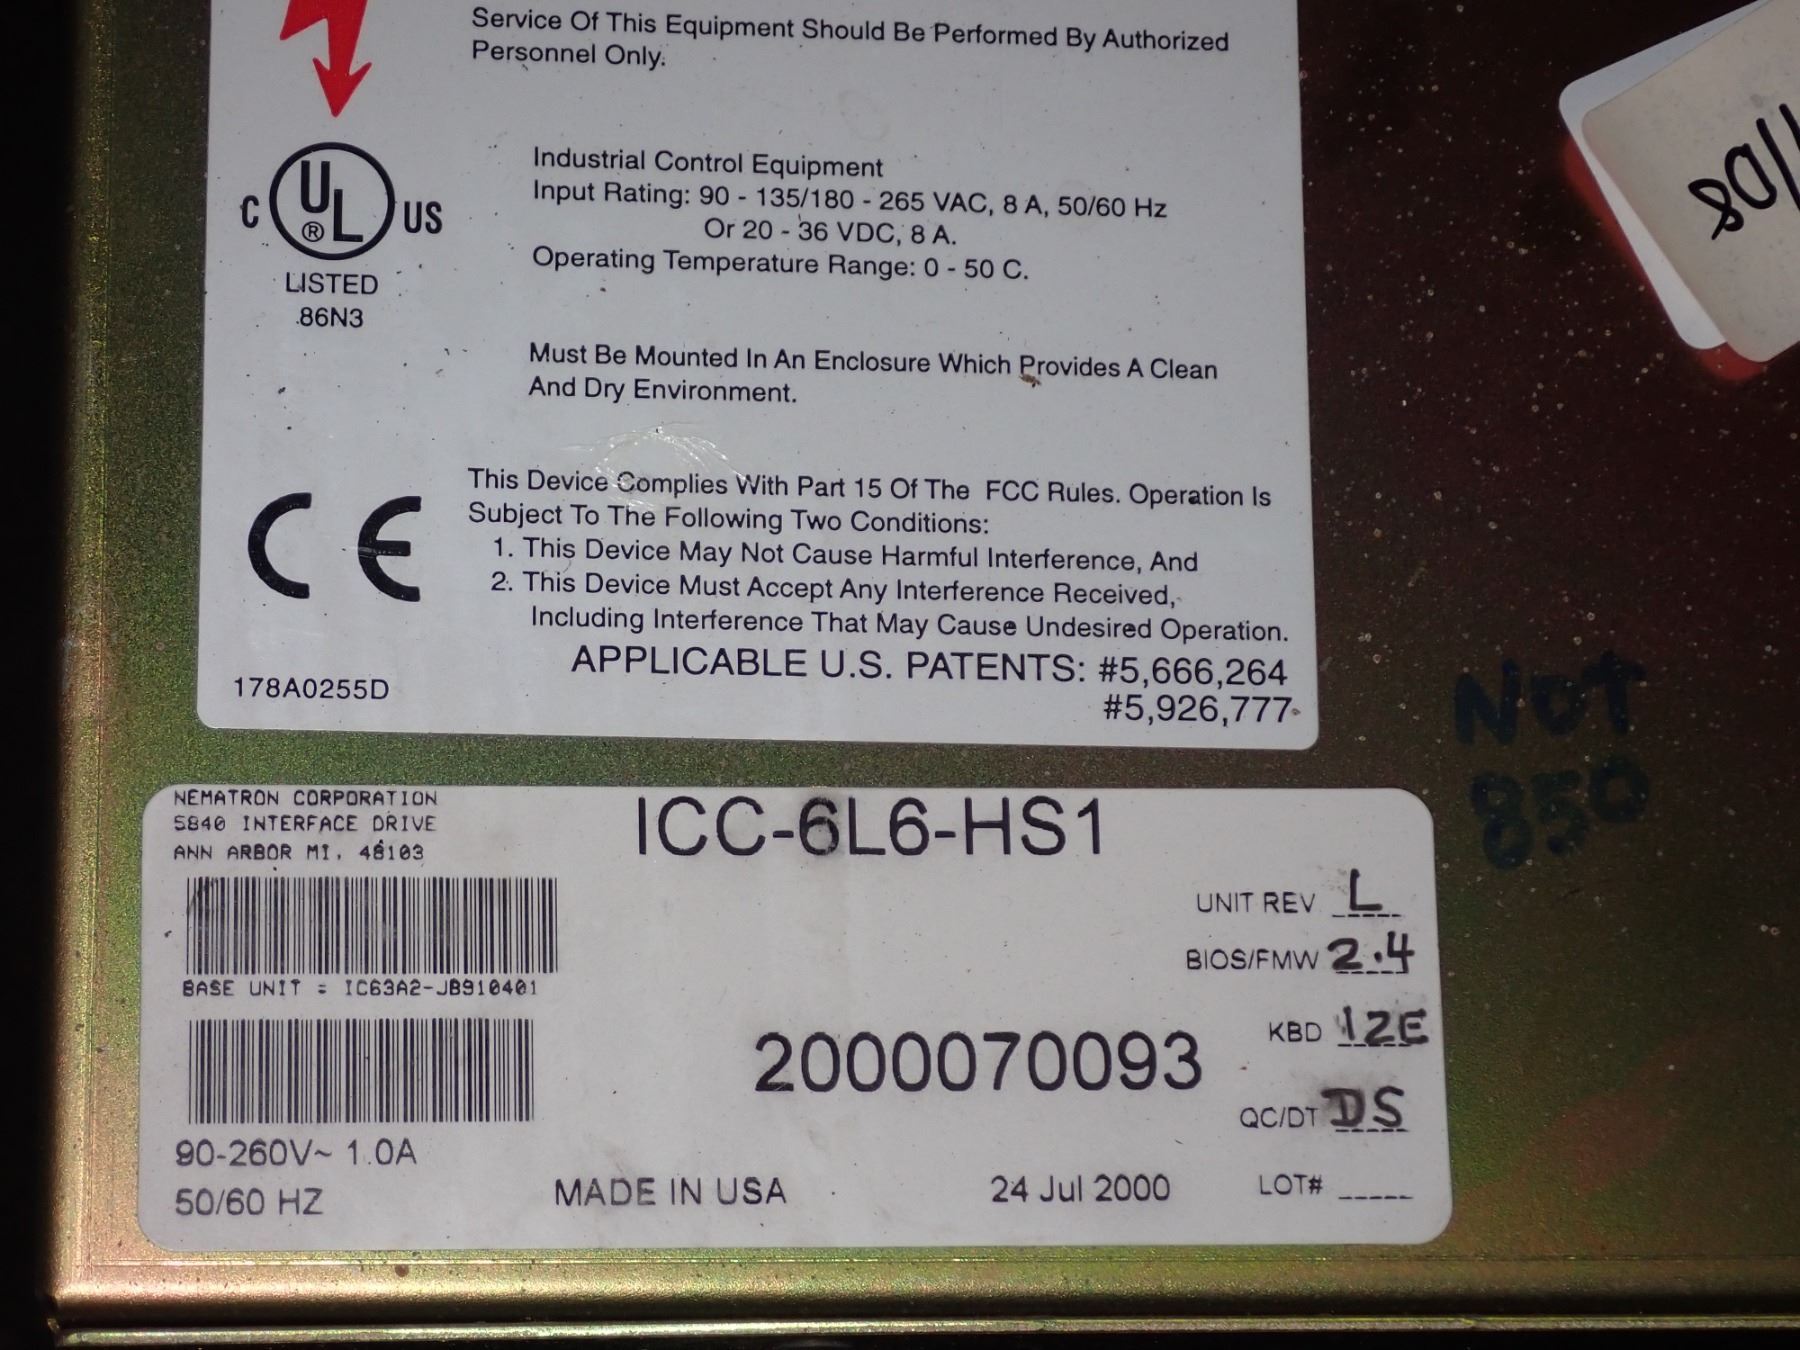 Service Of This Equipment Should Be Performed By Authorized
Personnel Only.
Industrial Control Equipment
Input Rating: 90 - 135/180 - 265 VAC, 8 A, 50/60 Hz
Or 20 - 36 VDC, 8 A.
Operating Temperature Range: 0 - 50 C.
C UL ® US
LISTED
86N3
Must Be Mounted In An Enclosure Which Provides A Clean
And Dry Environment.
CE
This Device Complies With Part 15 Of The FCC Rules. Operation Is
Subject To The Following Two Conditions:
1. This Device May Not Cause Harmful Interference, And
2. This Device Must Accept Any Interference Received,
Including Interference That May Cause Undesired Operation.
APPLICABLE U.S. PATENTS: #5,666,264
#5,926,777
178A0255D
NOT
850
NEMATRON CORPORATION
5840 INTERFACE DRIVE
ANN ARBOR MI, 48103
ICC-6L6-HS1
UNIT REV L
BIOS/FMW 2.4
BASE UNIT = IC63A2-JB910401
KBD 12E
2000070093
QC/DT DS
90-260V~ 1.0A
50/60 HZ
MADE IN USA
24 Jul 2000
LOT#